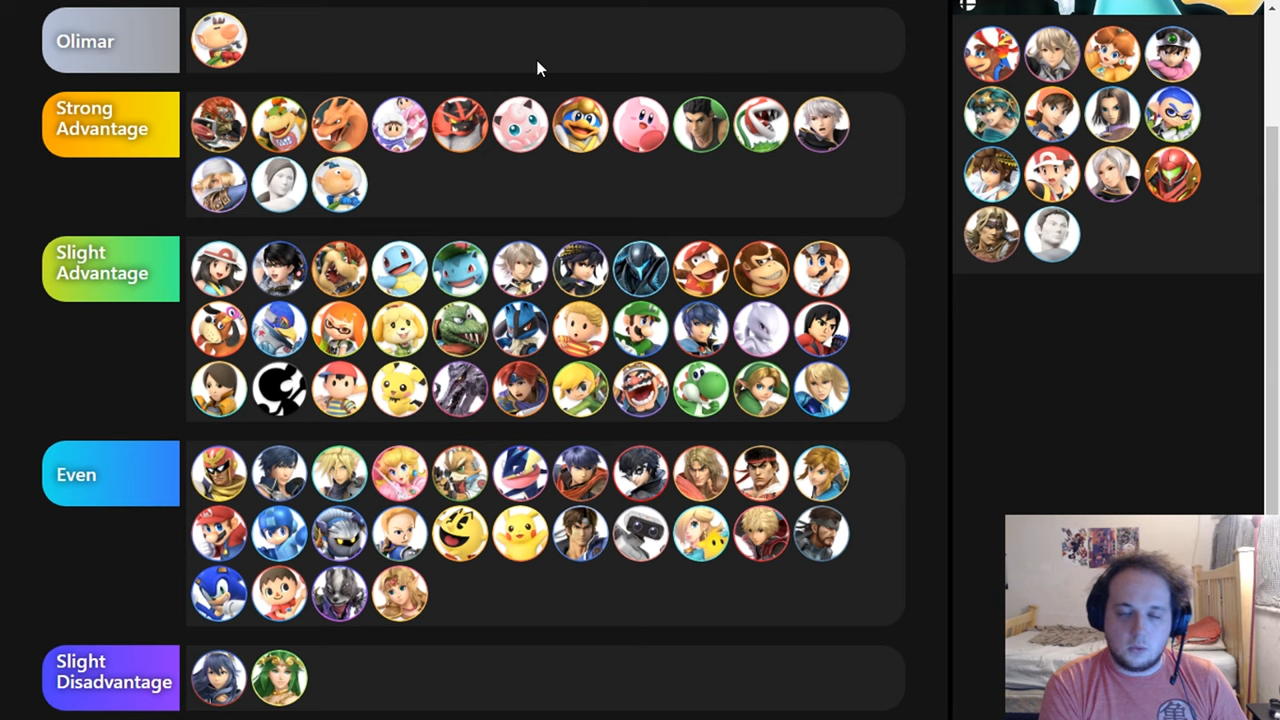 Olimar
Strong
Advantage
Slight
Advantage
Even
Slight
Disadvantage